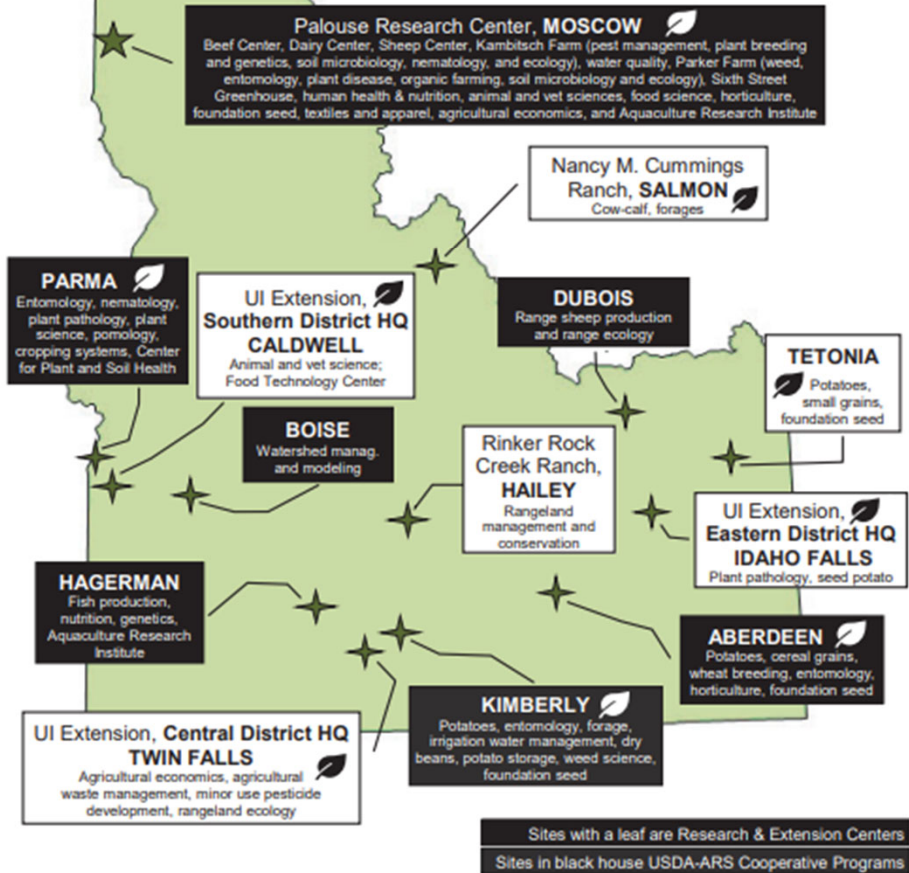 Palouse Research Center, MOSCOW
Beef Center, Dairy Center, Sheep Center, Kambitsch Farm (pest management, plant breeding
and genetics, soil microbiology, nematology, and ecology), water quality, Parker Farm (weed,
entomology, plant disease, organic farming, soil microbiology and ecology), Sixth Street
Greenhouse, human health & nutrition, animal and vet sciences, food science, horticulture,
foundation seed, textiles and apparel, agricultural economics, and Aquaculture Research Institute
Nancy M. Cummings
Ranch, SALMON
Cow-calf, forages
PARMA
Entomology, nematology,
plant pathology, plant
science, pomology,
cropping systems, Center
for Plant and Soil Health
UI Extension,
Southern District HQ
CALDWELL
Animal and vet science;
Food Technology Center
DUBOIS
Range sheep production
and range ecology
TETONIA
Potatoes,
small grains,
foundation seed
BOISE
Watershed manag.
and modeling
Rinker Rock
Creek Ranch,
HAILEY
Rangeland
management and
conservation
UI Extension,
Eastern District HQ
IDAHO FALLS
Plant pathology, seed potato
HAGERMAN
Fish production,
nutrition, genetics,
Aquaculture Research
Institute
ABERDEEN
Potatoes, cereal grains,
wheat breeding, entomology,
horticulture, foundation seed
KIMBERLY
Potatoes, entomology, forage,
irrigation water management, dry
beans, potato storage, weed science,
foundation seed
UI Extension, Central District HQ
TWIN FALLS
Agricultural economics, agricultural
waste management, minor use pesticide
development, rangeland ecology
Sites with a leaf are Research & Extension Centers
Sites in black house USDA-ARS Cooperative Programs